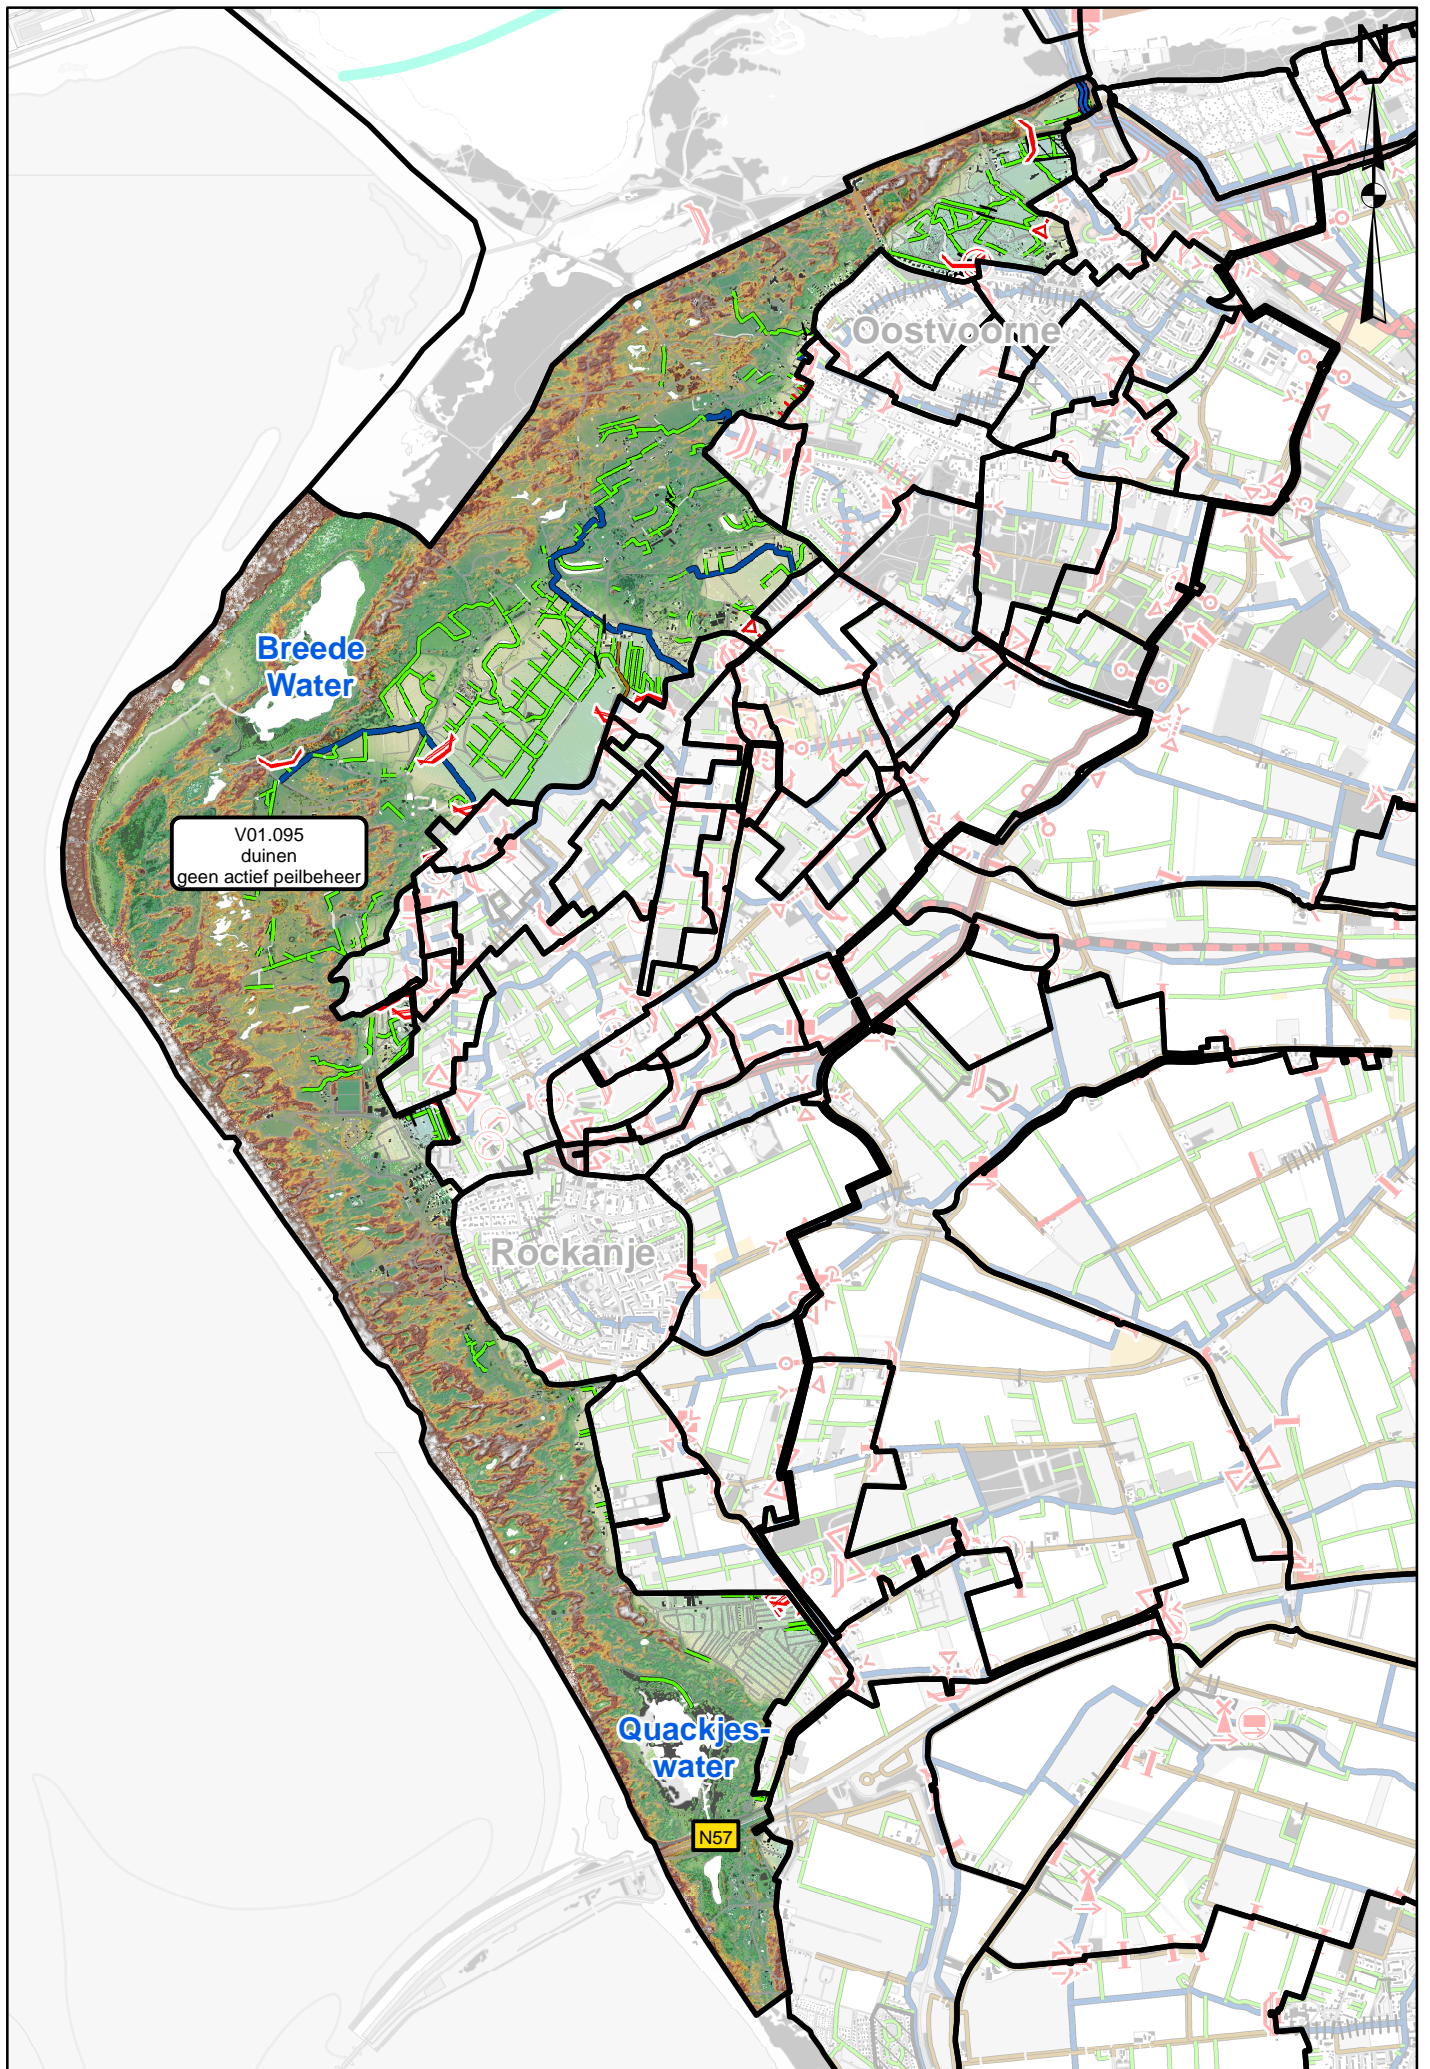 N
Oostvoorne
Breede
Water
V01.095
duinen
geen actief peilbeheer
Rockanje
Quackjes-
water
N57